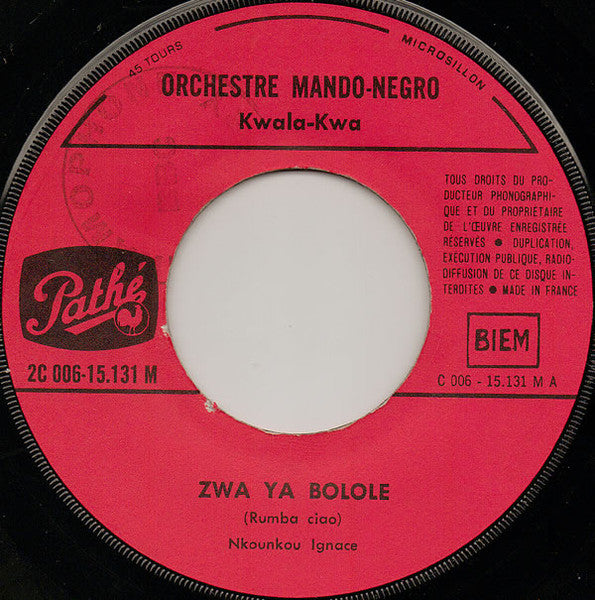 45 TOURS
MICROSILLON
ORCHESTRE MANDO-NEGRO
Kwala-Kwa
TOUS DROITS DU PRO-
DUCTEUR PHONOGRAPHI-
QUE ET DU PROPRIÉTAIRE
DE L'ŒUVRE ENREGISTRÉE
RÉSERVÉS ● DUPLICATION,
EXÉCUTION PUBLIQUE, RADIO-
DIFFUSION DE CE DISQUE IN-
TERDITES ● MADE IN FRANCE
Pathé
BIEM
2C 006-15.131 M
C 006 - 15.131 M A
ZWA YA BOLOLE
(Rumba ciao)
Nkounkou Ignace